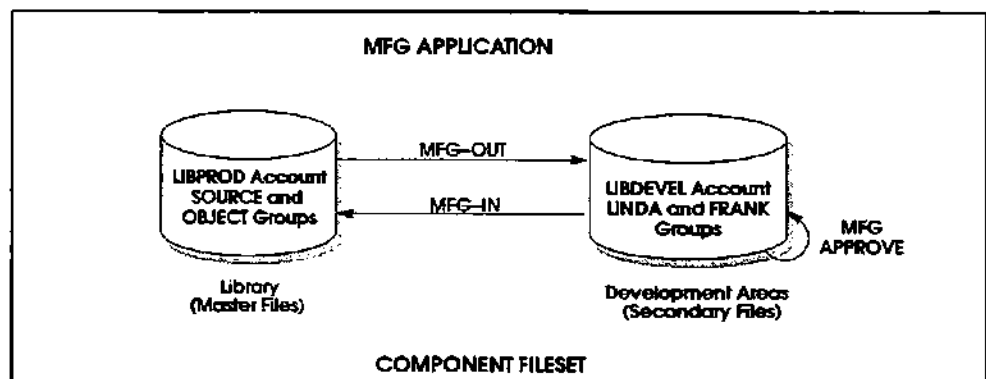 MFG APPLICATION
LIBPROD Account
SOURCE and
OBJECT Groups
MFG-OUT
MFG-IN
LIBDEVEL Account
LINDA and FRANK
Groups
MFG
APPROVE
Library
(Master Files)
Development Areas
(Secondary Files)
COMPONENT FILESET